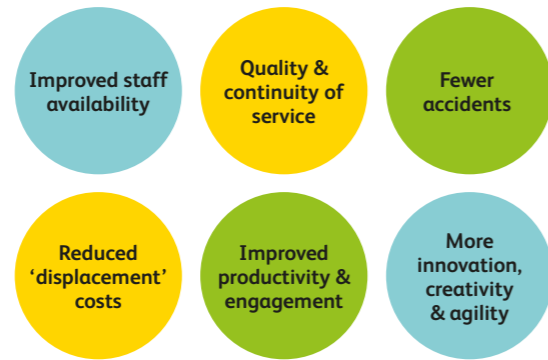 Improved staff
availability
Quality &
continuity of
service
Fewer
accidents
Reduced
‘displacement’
costs
Improved
productivity &
engagement
More
innovation,
creativity
& agility